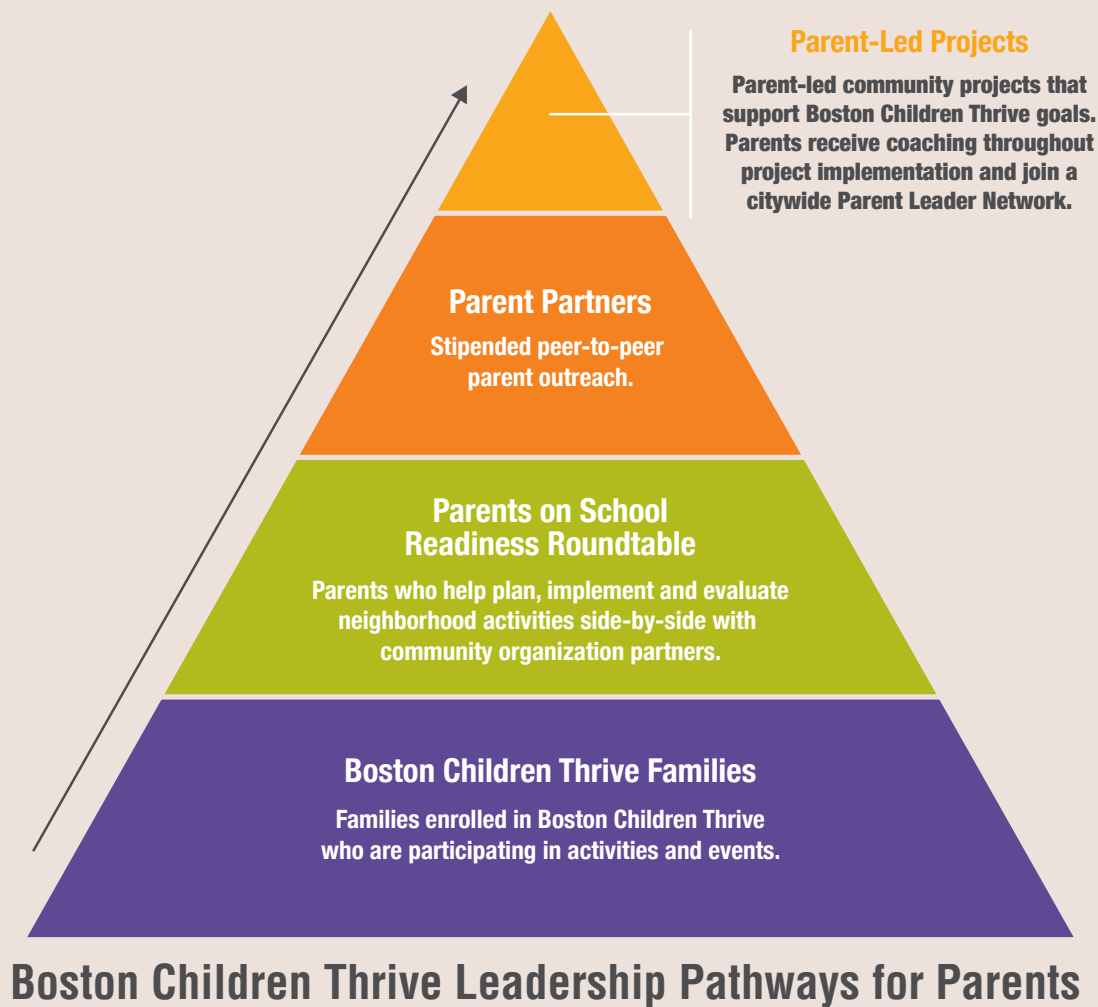 Parent-Led Projects
Parent-led community projects that
support Boston Children Thrive goals.
Parents receive coaching throughout
project implementation and join a
citywide Parent Leader Network.
Parent Partners
Stipended peer-to-peer
parent outreach.
Parents on School
Readiness Roundtable
Parents who help plan, implement and evaluate
neighborhood activities side-by-side with
community organization partners.
Boston Children Thrive Families
Families enrolled in Boston Children Thrive
who are participating in activities and events.
Boston Children Thrive Leadership Pathways for Parents